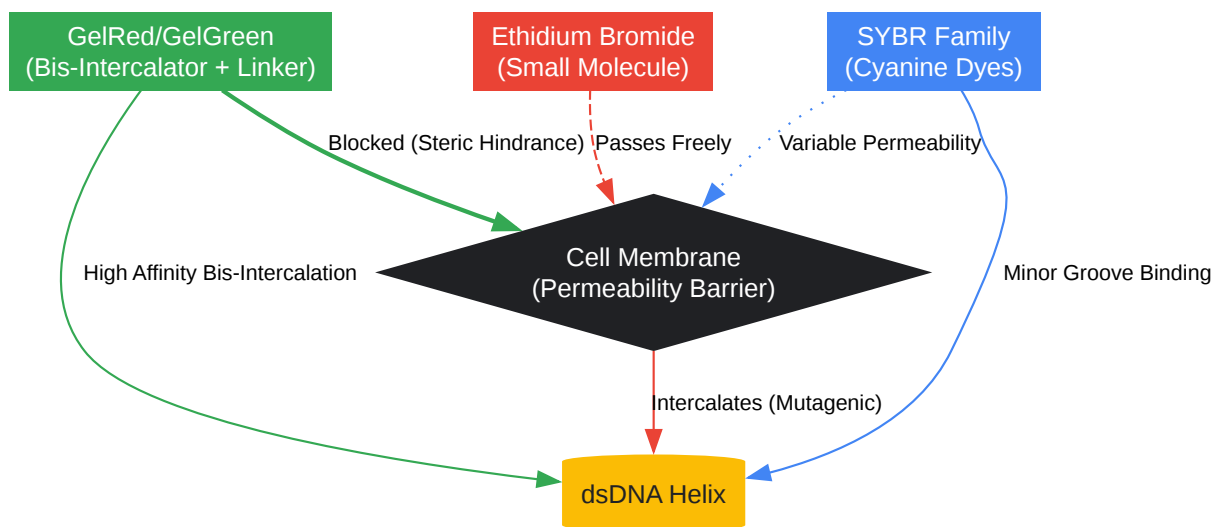 GelRed/GelGreen
(Bis-Intercalator + Linker)
Ethidium Bromide
(Small Molecule)
SYBR Family
(Cyanine Dyes)
Blocked (Steric Hindrance)
Passes Freely
Variable Permeability
Cell Membrane
(Permeability Barrier)
High Affinity Bis-Intercalation
Minor Groove Binding
Intercalates (Mutagenic)
dsDNA Helix